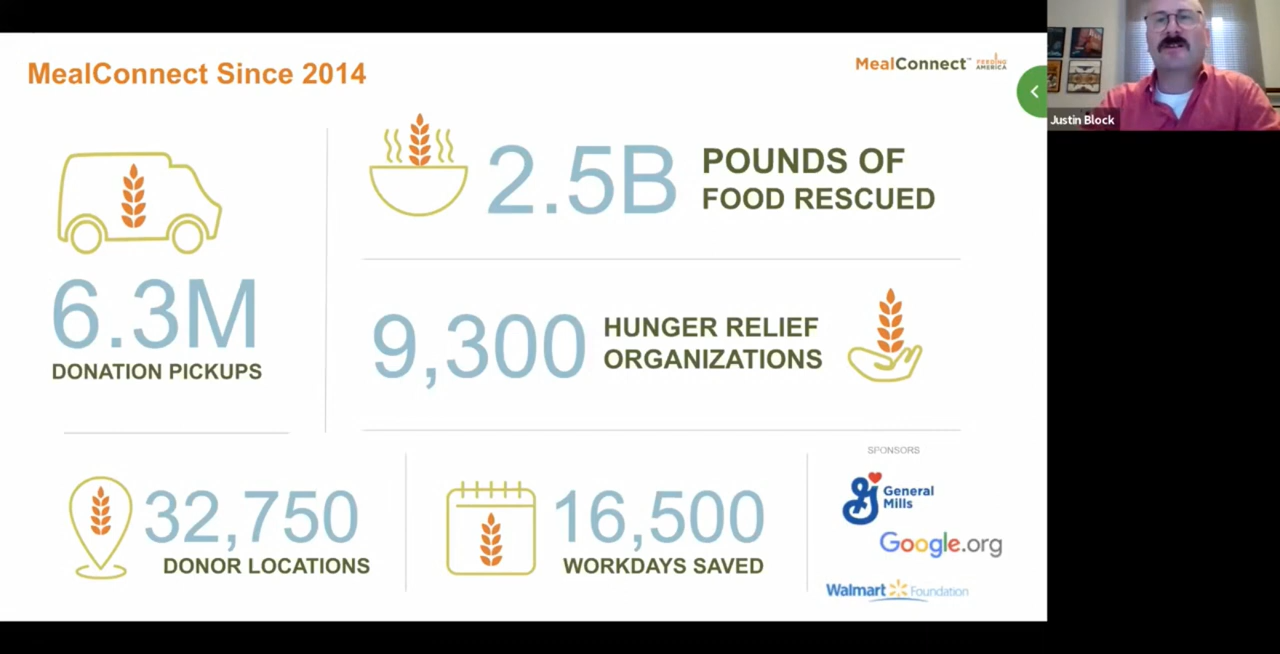 MealConnect Since 2014
MealConnect™ FEEDING
AMERICA
Justin Block
6.3M
DONATION PICKUPS
2.5B
POUNDS OF
FOOD RESCUED
9,300
HUNGER RELIEF
ORGANIZATIONS
32,750
DONOR LOCATIONS
16,500
WORKDAYS SAVED
SPONSORS
General
Mills
Google.org
Walmart Foundation